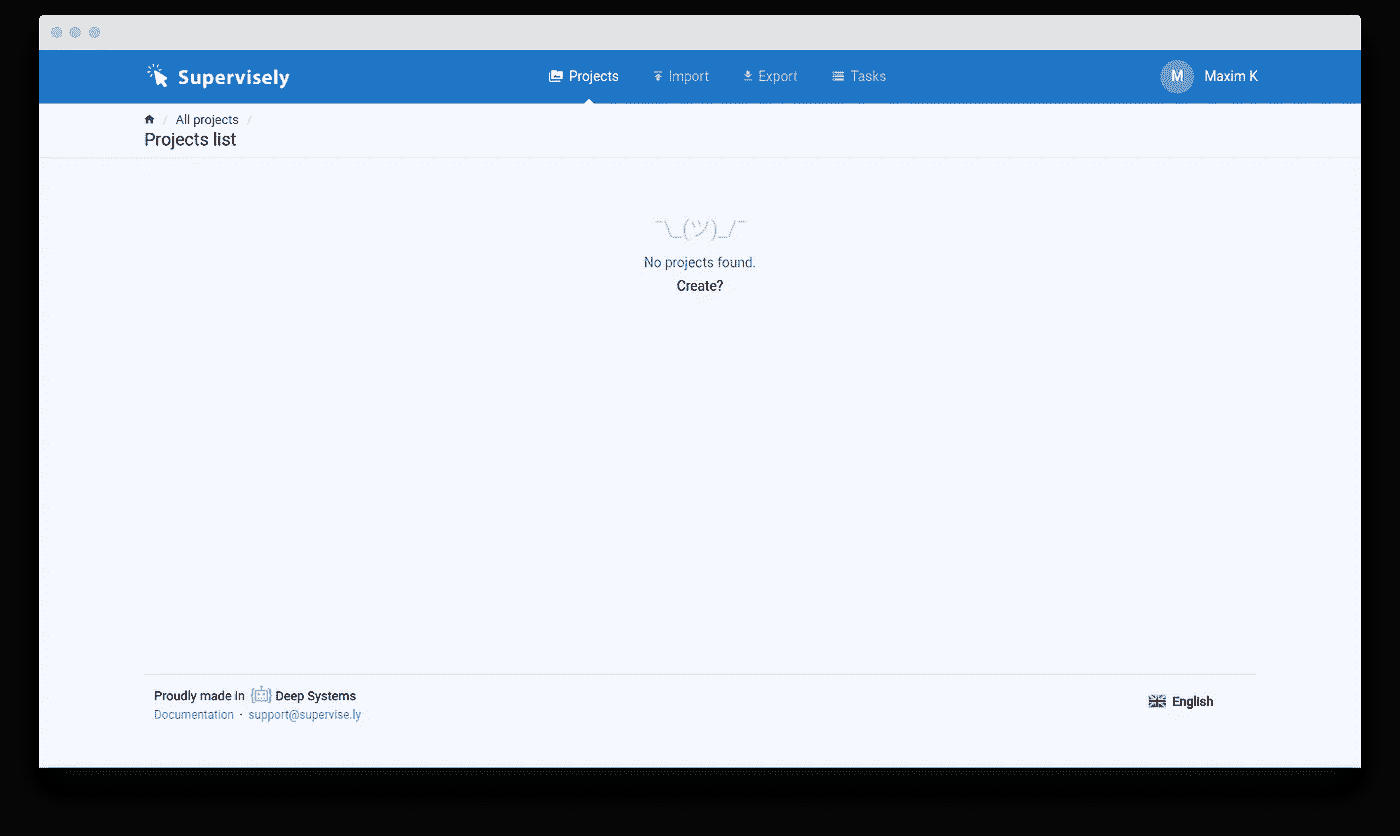 Supervisely
Projects Import Export Tasks
M Maxim K
/ All projects /
Projects list
¯\_(ツ)_/¯
No projects found.
Create?
Proudly made in Deep Systems
Documentation · support@supervise.ly
English